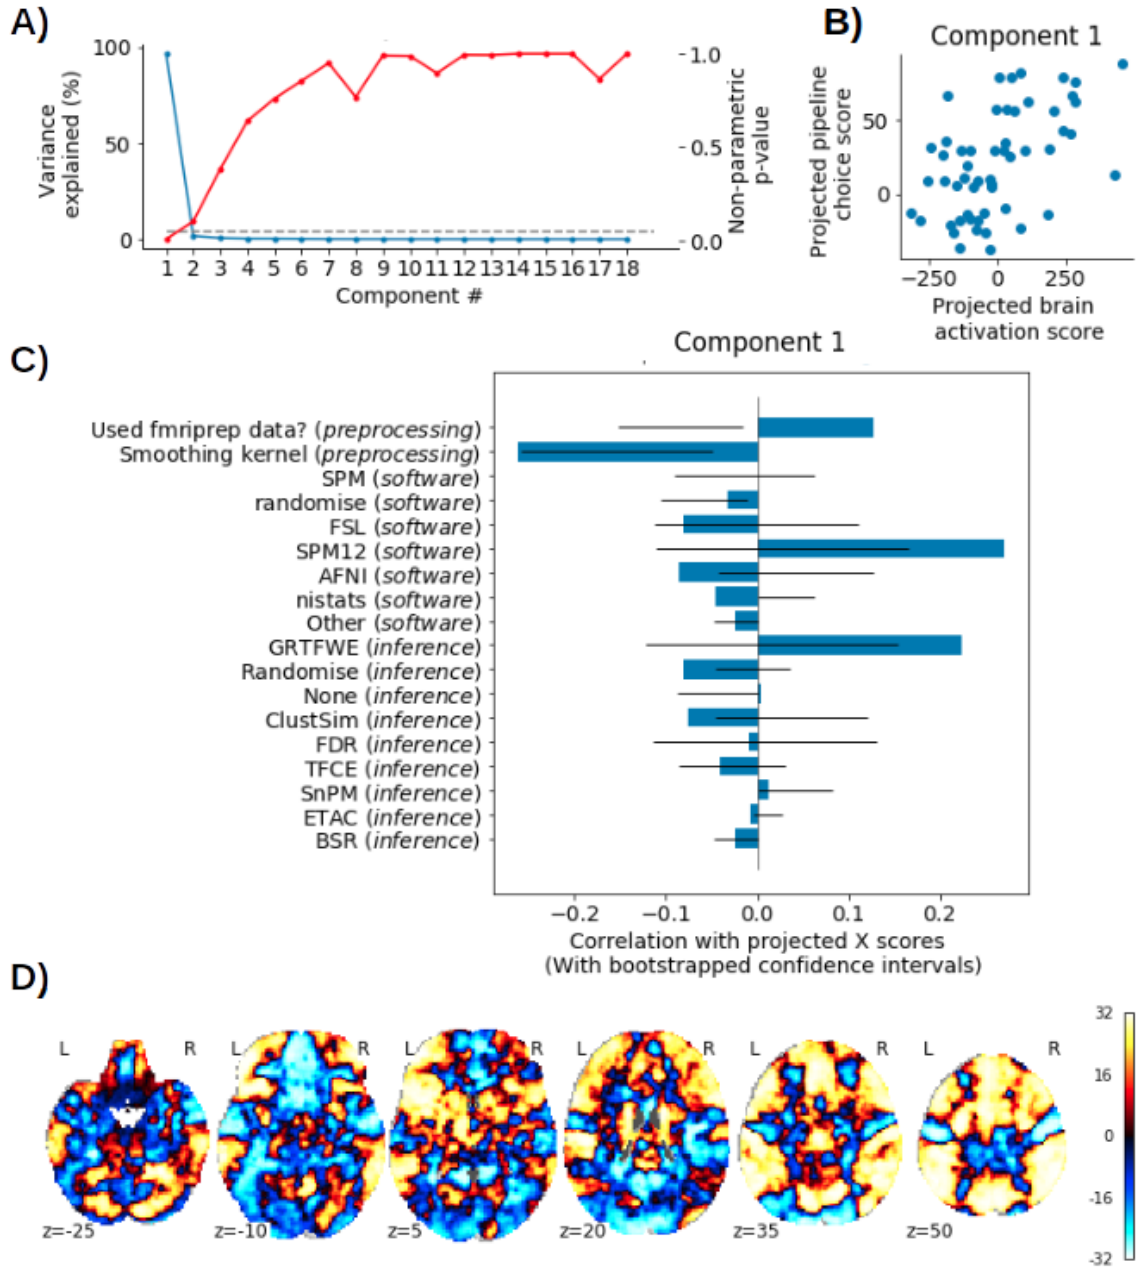 A)
100
50
0
Variance
explained (%)
1.0
0.5
0.0
Non-parametric
p-value
1 2 3 4 5 6 7 8 9 10 11 12 13 14 15 16 17 18
Component #
B)
Component 1
Projected pipeline
choice score
50
0
−250 0 250
Projected brain
activation score
C)
Component 1
Used fmriprep data? (preprocessing)
Smoothing kernel (preprocessing)
SPM (software)
randomise (software)
FSL (software)
SPM12 (software)
AFNI (software)
nistats (software)
Other (software)
GRTFWE (inference)
Randomise (inference)
None (inference)
ClustSim (inference)
FDR (inference)
TFCE (inference)
SnPM (inference)
ETAC (inference)
BSR (inference)
−0.2 −0.1 0.0 0.1 0.2
Correlation with projected X scores
(With bootstrapped confidence intervals)
D)
L R L R L R L R L R L R
z=-25 z=-10 z=5 z=20 z=35 z=50
32
16
0
-16
-32